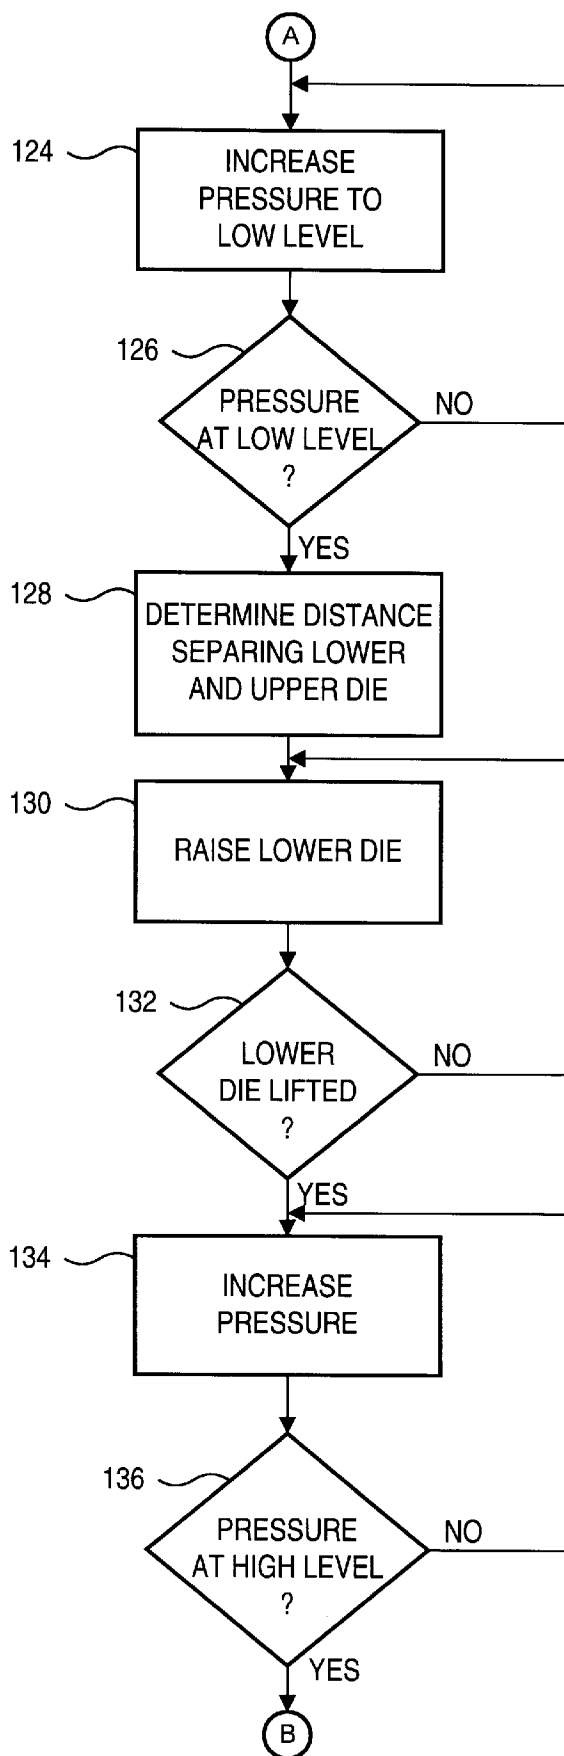 A
124
INCREASE
PRESSURE TO
LOW LEVEL
126
PRESSURE
AT LOW LEVEL
?
NO
YES
128
DETERMINE DISTANCE
SEPARING LOWER
AND UPPER DIE
130
RAISE LOWER DIE
132
LOWER
DIE LIFTED
?
NO
YES
134
INCREASE
PRESSURE
136
PRESSURE
AT HIGH LEVEL
?
NO
YES
B